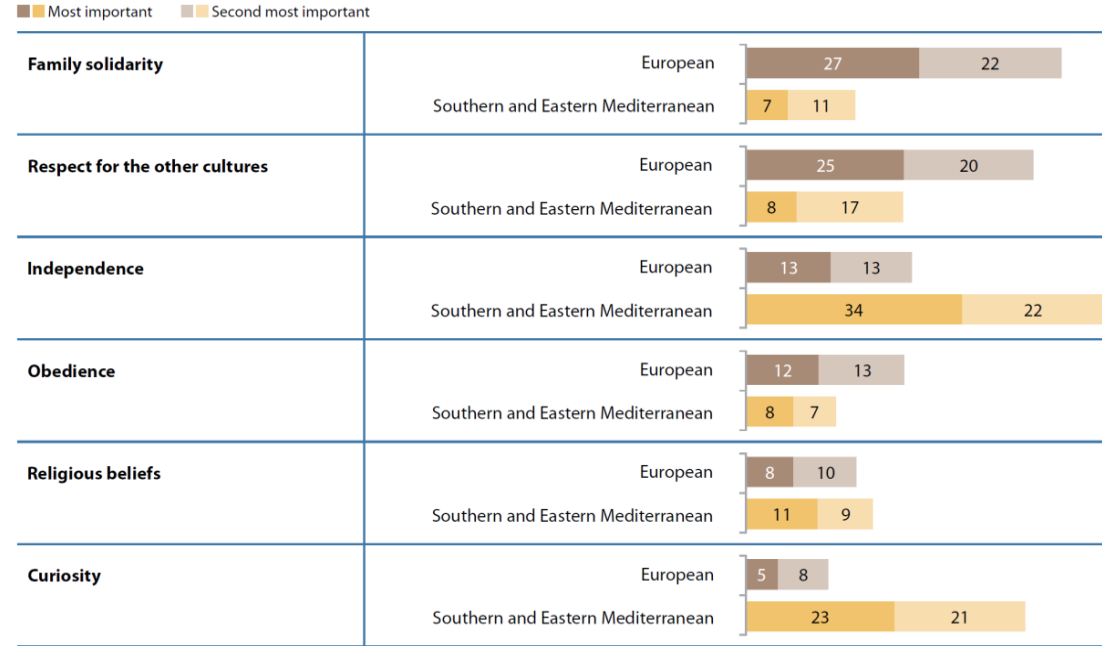 Most important Second most important
Family solidarity European 27 22
Southern and Eastern Mediterranean 7 11
Respect for the other cultures European 25 20
Southern and Eastern Mediterranean 8 17
Independence European 13 13
Southern and Eastern Mediterranean 34 22
Obedience European 12 13
Southern and Eastern Mediterranean 8 7
Religious beliefs European 8 10
Southern and Eastern Mediterranean 11 9
Curiosity European 5 8
Southern and Eastern Mediterranean 23 21